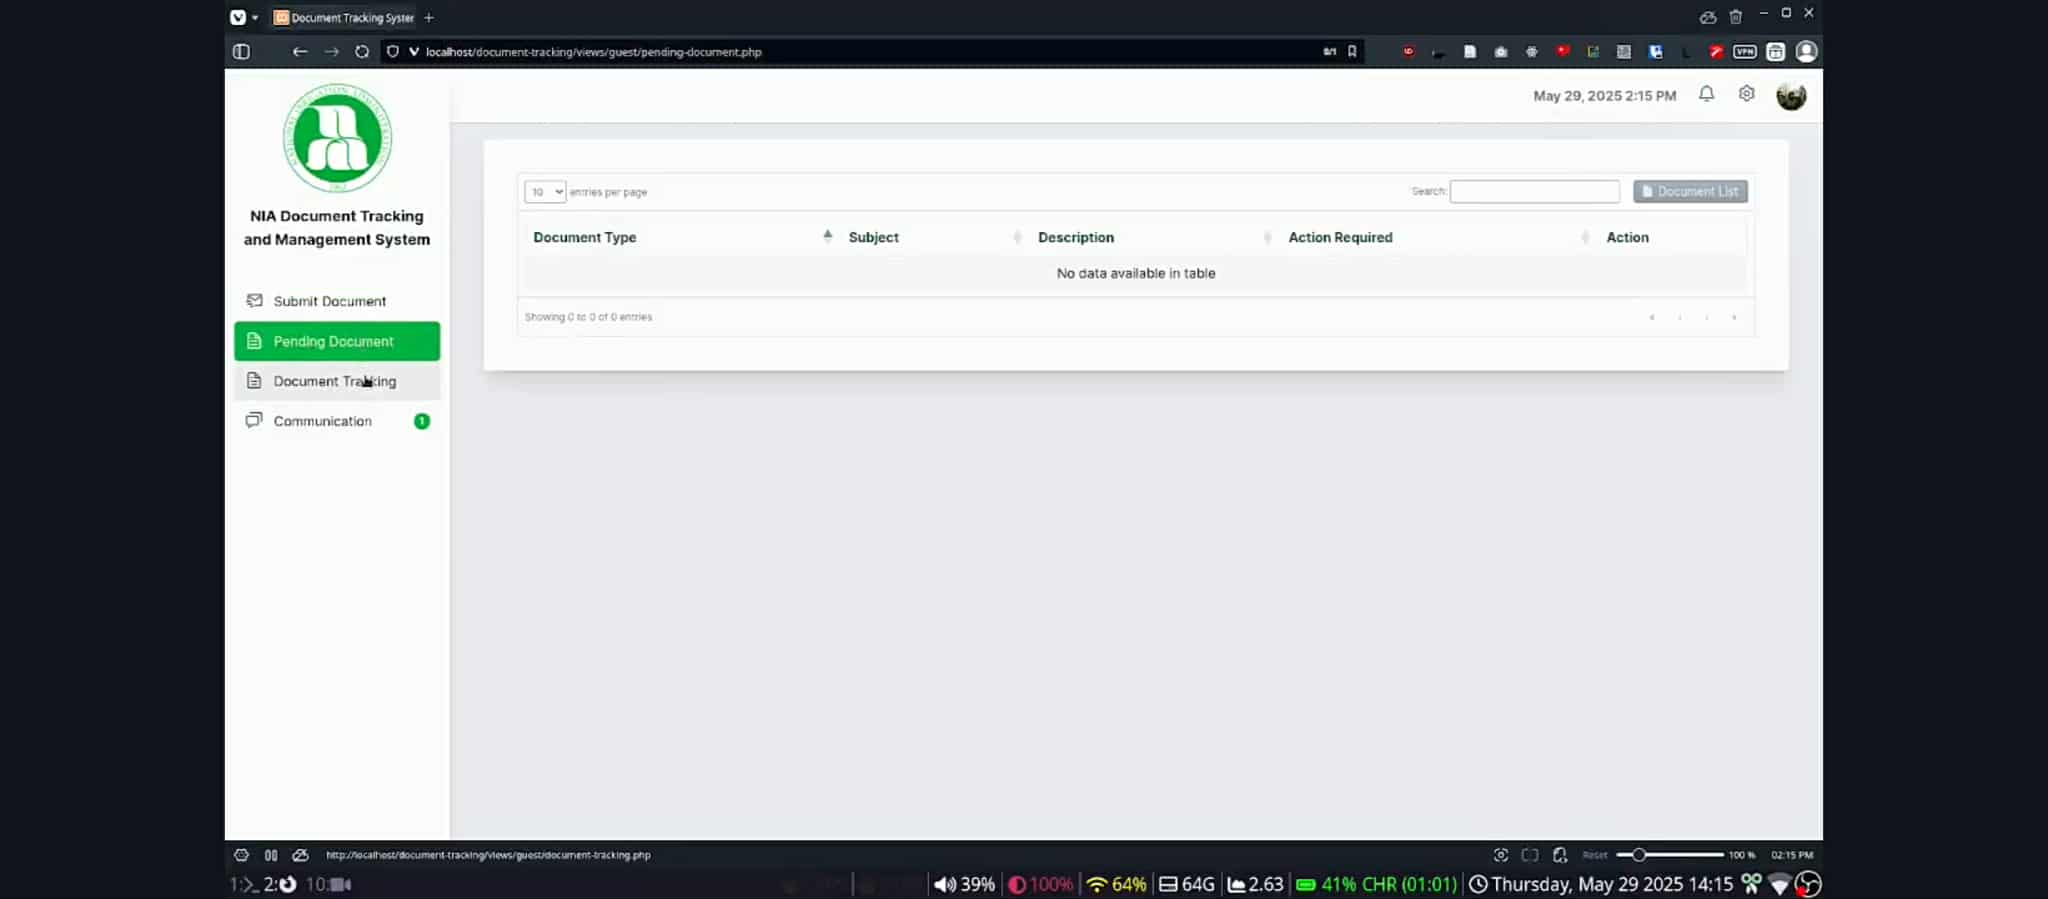 Document Tracking Syster
localhost/document-tracking/views/guest/pending-document.php
VPN
May 29, 2025 2:15 PM
NIA Document Tracking
and Management System
Submit Document
Pending Document
Document Tracking
Communication 1
10 entries per page
Search:
Document List
Document Type Subject Description Action Required Action
No data available in table
Showing 0 to 0 of 0 entries
http://localhost/document-tracking/views/guest/document-tracking.php
Reset 100 % 02:15 PM
1: 2: 10:
39% 100% 64% 64G 2.63 41% CHR (01:01) Thursday, May 29 2025 14:15